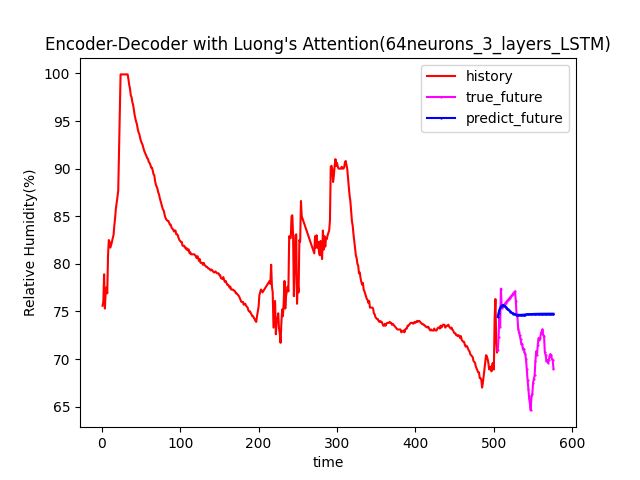 Encoder-Decoder with Luong's Attention(64neurons_3_layers_LSTM)
history
true_future
predict_future
Relative Humidity(%)
100
95
90
85
80
75
70
65
0 100 200 300 400 500 600
time